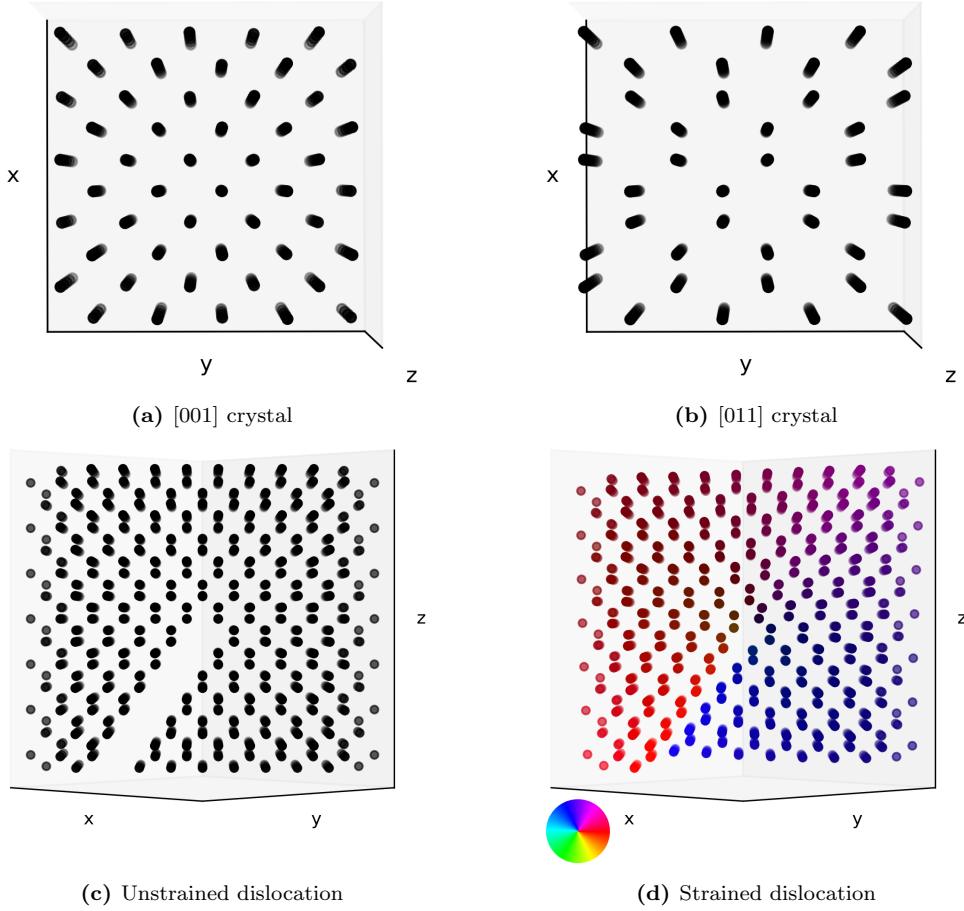 x
x
y
y
z
z
(a) [001] crystal
(b) [011] crystal
z
z
x
y
x
y
(c) Unstrained dislocation
(d) Strained dislocation